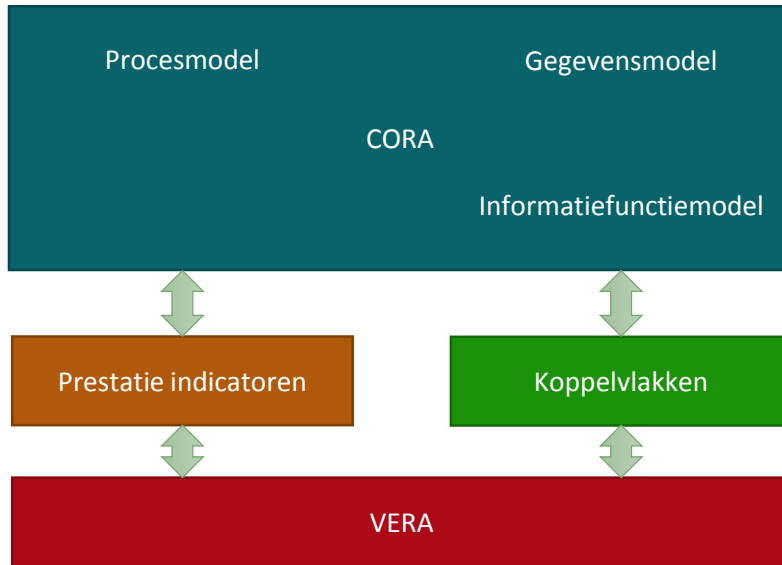 Procesmodel
Gegevensmodel
CORA
Informatiefunctiemodel
Prestatie indicatoren
Koppelvlakken
VERA